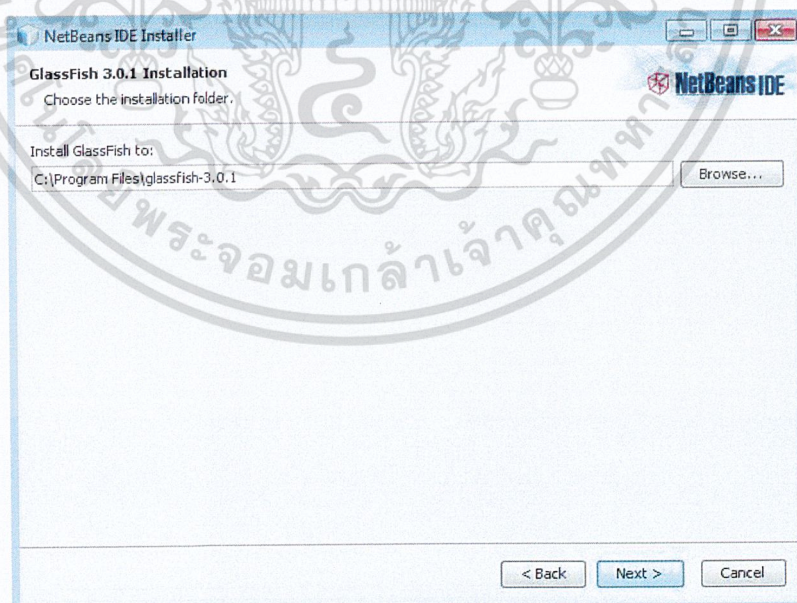 NetBeans IDE Installer
GlassFish 3.0.1 Installation
Choose the installation folder.
NetBeans IDE
Install GlassFish to:
C:\Program Files\glassfish-3.0.1
Browse...
พระจอมเกล้าเจ้าคุณทหาร
< Back
Next >
Cancel